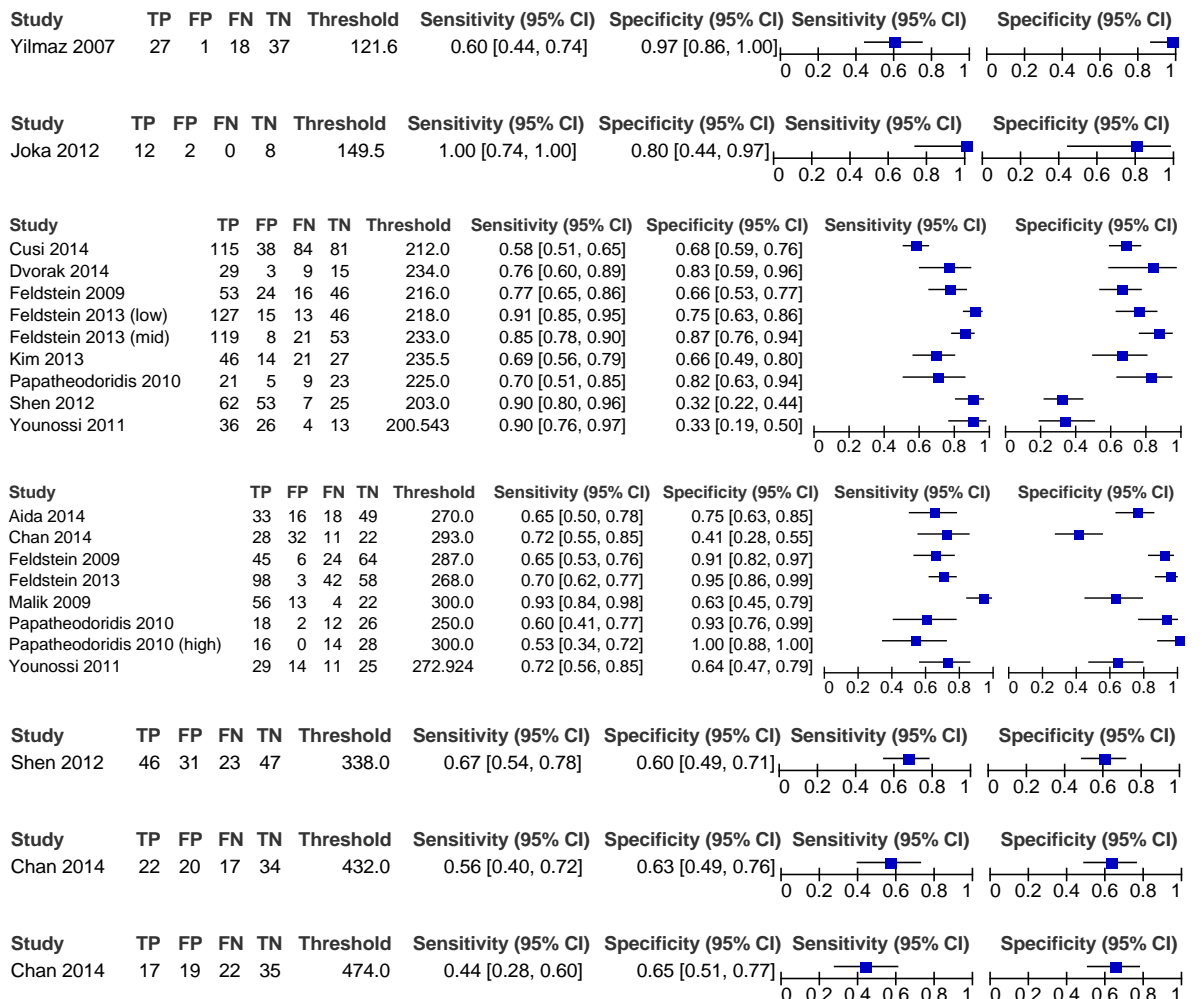 Study TP FP FN TN Threshold Sensitivity (95% CI) Specificity (95% CI) Sensitivity (95% CI) Specificity (95% CI)
Yilmaz 2007 27 1 18 37 121.6 0.60 [0.44, 0.74] 0.97 [0.86, 1.00]
0 0.2 0.4 0.6 0.8 1 0 0.2 0.4 0.6 0.8 1
Study TP FP FN TN Threshold Sensitivity (95% CI) Specificity (95% CI) Sensitivity (95% CI) Specificity (95% CI)
Joka 2012 12 2 0 8 149.5 1.00 [0.74, 1.00] 0.80 [0.44, 0.97]
0 0.2 0.4 0.6 0.8 1 0 0.2 0.4 0.6 0.8 1
Study TP FP FN TN Threshold Sensitivity (95% CI) Specificity (95% CI) Sensitivity (95% CI) Specificity (95% CI)
Cusi 2014 115 38 84 81 212.0 0.58 [0.51, 0.65] 0.68 [0.59, 0.76]
Dvorak 2014 29 3 9 15 234.0 0.76 [0.60, 0.89] 0.83 [0.59, 0.96]
Feldstein 2009 53 24 16 46 216.0 0.77 [0.65, 0.86] 0.66 [0.53, 0.77]
Feldstein 2013 (low) 127 15 13 46 218.0 0.91 [0.85, 0.95] 0.75 [0.63, 0.86]
Feldstein 2013 (mid) 119 8 21 53 233.0 0.85 [0.78, 0.90] 0.87 [0.76, 0.94]
Kim 2013 46 14 21 27 235.5 0.69 [0.56, 0.79] 0.66 [0.49, 0.80]
Papatheodoridis 2010 21 5 9 23 225.0 0.70 [0.51, 0.85] 0.82 [0.63, 0.94]
Shen 2012 62 53 7 25 203.0 0.90 [0.80, 0.96] 0.32 [0.22, 0.44]
Younossi 2011 36 26 4 13 200.543 0.90 [0.76, 0.97] 0.33 [0.19, 0.50]
0 0.2 0.4 0.6 0.8 1 0 0.2 0.4 0.6 0.8 1
Study TP FP FN TN Threshold Sensitivity (95% CI) Specificity (95% CI) Sensitivity (95% CI) Specificity (95% CI)
Aida 2014 33 16 18 49 270.0 0.65 [0.50, 0.78] 0.75 [0.63, 0.85]
Chan 2014 28 32 11 22 293.0 0.72 [0.55, 0.85] 0.41 [0.28, 0.55]
Feldstein 2009 45 6 24 64 287.0 0.65 [0.53, 0.76] 0.91 [0.82, 0.97]
Feldstein 2013 98 3 42 58 268.0 0.70 [0.62, 0.77] 0.95 [0.86, 0.99]
Malik 2009 56 13 4 22 300.0 0.93 [0.84, 0.98] 0.63 [0.45, 0.79]
Papatheodoridis 2010 18 2 12 26 250.0 0.60 [0.41, 0.77] 0.93 [0.76, 0.99]
Papatheodoridis 2010 (high) 16 0 14 28 300.0 0.53 [0.34, 0.72] 1.00 [0.88, 1.00]
Younossi 2011 29 14 11 25 272.924 0.72 [0.56, 0.85] 0.64 [0.47, 0.79]
0 0.2 0.4 0.6 0.8 1 0 0.2 0.4 0.6 0.8 1
Study TP FP FN TN Threshold Sensitivity (95% CI) Specificity (95% CI) Sensitivity (95% CI) Specificity (95% CI)
Shen 2012 46 31 23 47 338.0 0.67 [0.54, 0.78] 0.60 [0.49, 0.71]
0 0.2 0.4 0.6 0.8 1 0 0.2 0.4 0.6 0.8 1
Study TP FP FN TN Threshold Sensitivity (95% CI) Specificity (95% CI) Sensitivity (95% CI) Specificity (95% CI)
Chan 2014 22 20 17 34 432.0 0.56 [0.40, 0.72] 0.63 [0.49, 0.76]
0 0.2 0.4 0.6 0.8 1 0 0.2 0.4 0.6 0.8 1
Study TP FP FN TN Threshold Sensitivity (95% CI) Specificity (95% CI) Sensitivity (95% CI) Specificity (95% CI)
Chan 2014 17 19 22 35 474.0 0.44 [0.28, 0.60] 0.65 [0.51, 0.77]
0 0.2 0.4 0.6 0.8 1 0 0.2 0.4 0.6 0.8 1